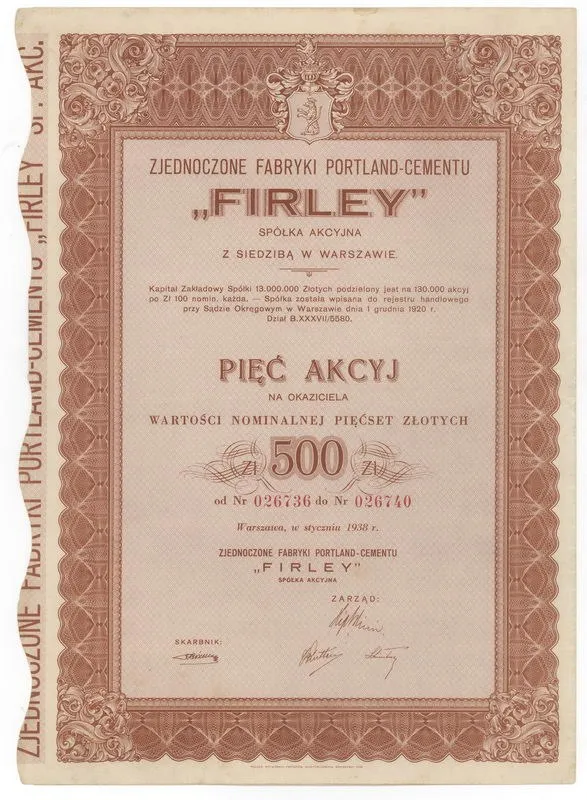 ZJEDNOCZONE FABRYKI PORTLAND-CEMENTU „FIRLEY" SP. AKC.
ZJEDNOCZONE FABRYKI PORTLAND-CEMENTU
„FIRLEY”
SPÓŁKA AKCYJNA
Z SIEDZIBĄ W WARSZAWIE.
Kapitał Zakładowy Spółki 13.000.000 Złotych podzielony jest na 130.000 akcyj
po Zł 100 nomin. każda. — Spółka została wpisana do rejestru handlowego
przy Sądzie Okręgowym w Warszawie dnia 1 grudnia 1920 r.
Dział B.XXXVII/5580.
PIĘĆ AKCYJ
NA OKAZICIELA
WARTOŚCI NOMINALNEJ PIĘĆSET ZŁOTYCH
Zł 500 Zł
od Nr 026736 do Nr 026740
Warszawa, w styczniu 1938 r.
ZJEDNOCZONE FABRYKI PORTLAND-CEMENTU
„FIRLEY”
SPÓŁKA AKCYJNA
ZARZĄD:
SKARBNIK: